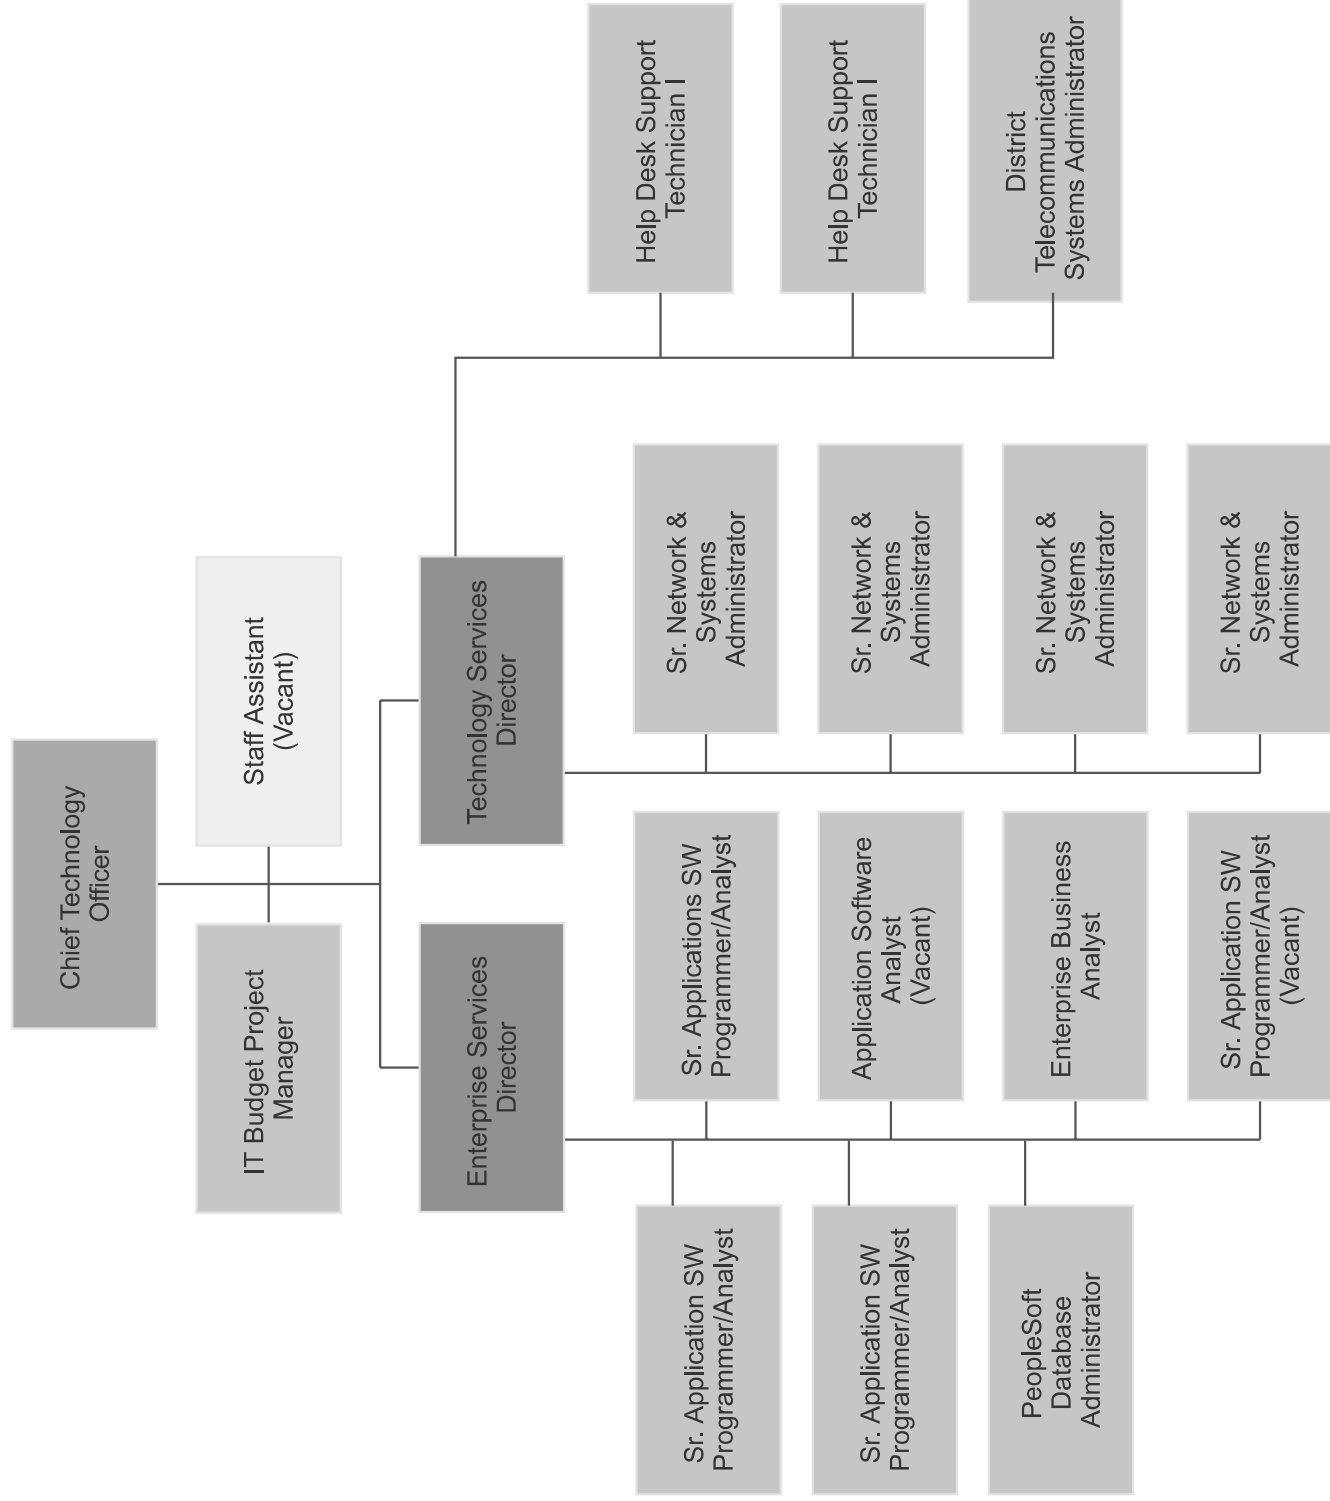 Chief Technology
Officer
IT Budget Project
Manager
Staff Assistant
(Vacant)
Enterprise Services
Director
Technology Services
Director
Sr. Application SW
Programmer/Analyst
Sr. Application SW
Programmer/Analyst
PeopleSoft
Database
Administrator
Sr. Applications SW
Programmer/Analyst
Application Software
Analyst
(Vacant)
Enterprise Business
Analyst
Sr. Application SW
Programmer/Analyst
(Vacant)
Sr. Network &
Systems
Administrator
Sr. Network &
Systems
Administrator
Sr. Network &
Systems
Administrator
Sr. Network &
Systems
Administrator
Help Desk Support
Technician I
Help Desk Support
Technician I
District
Telecommunications
Systems Administrator